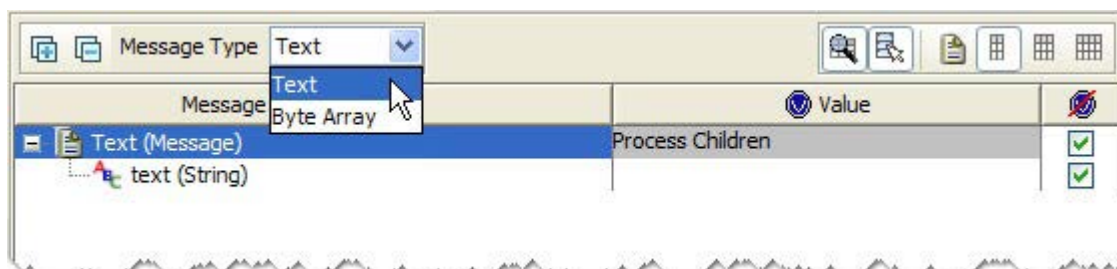 Message Type Text
Text
Byte Array
Message
Value
Text (Message)
Process Children
text (String)